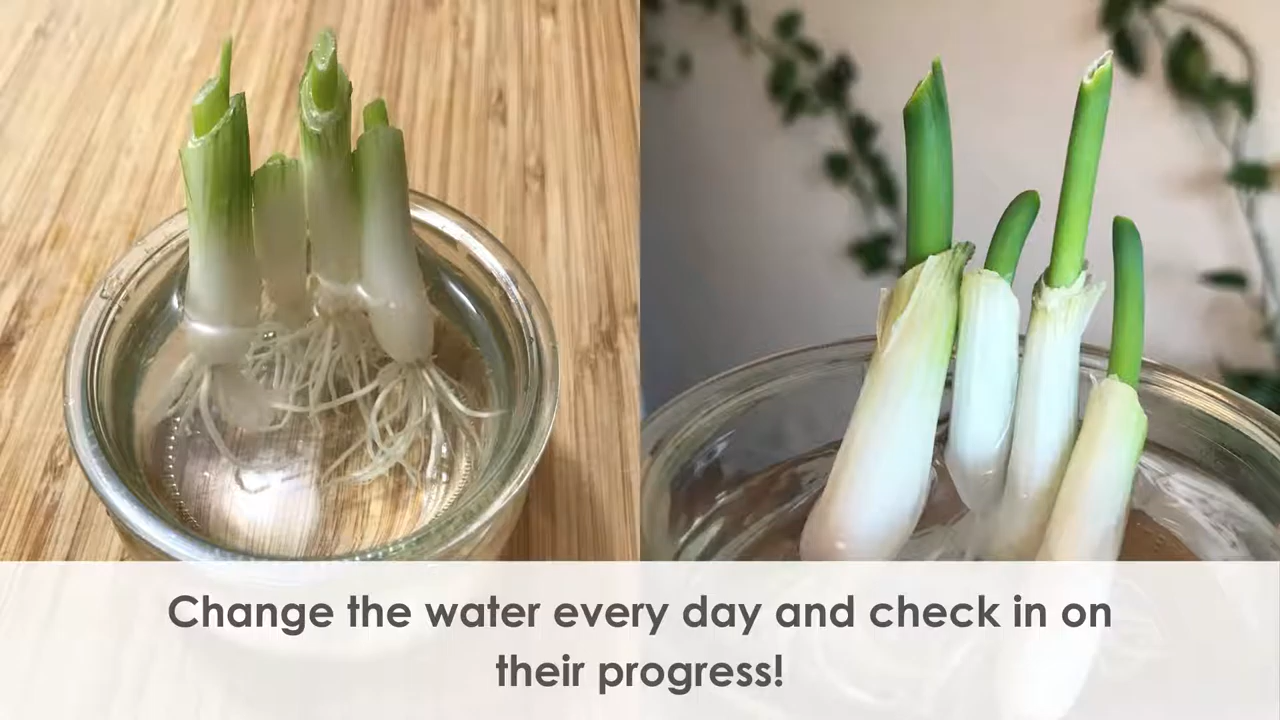 Change the water every day and check in on
their progress!